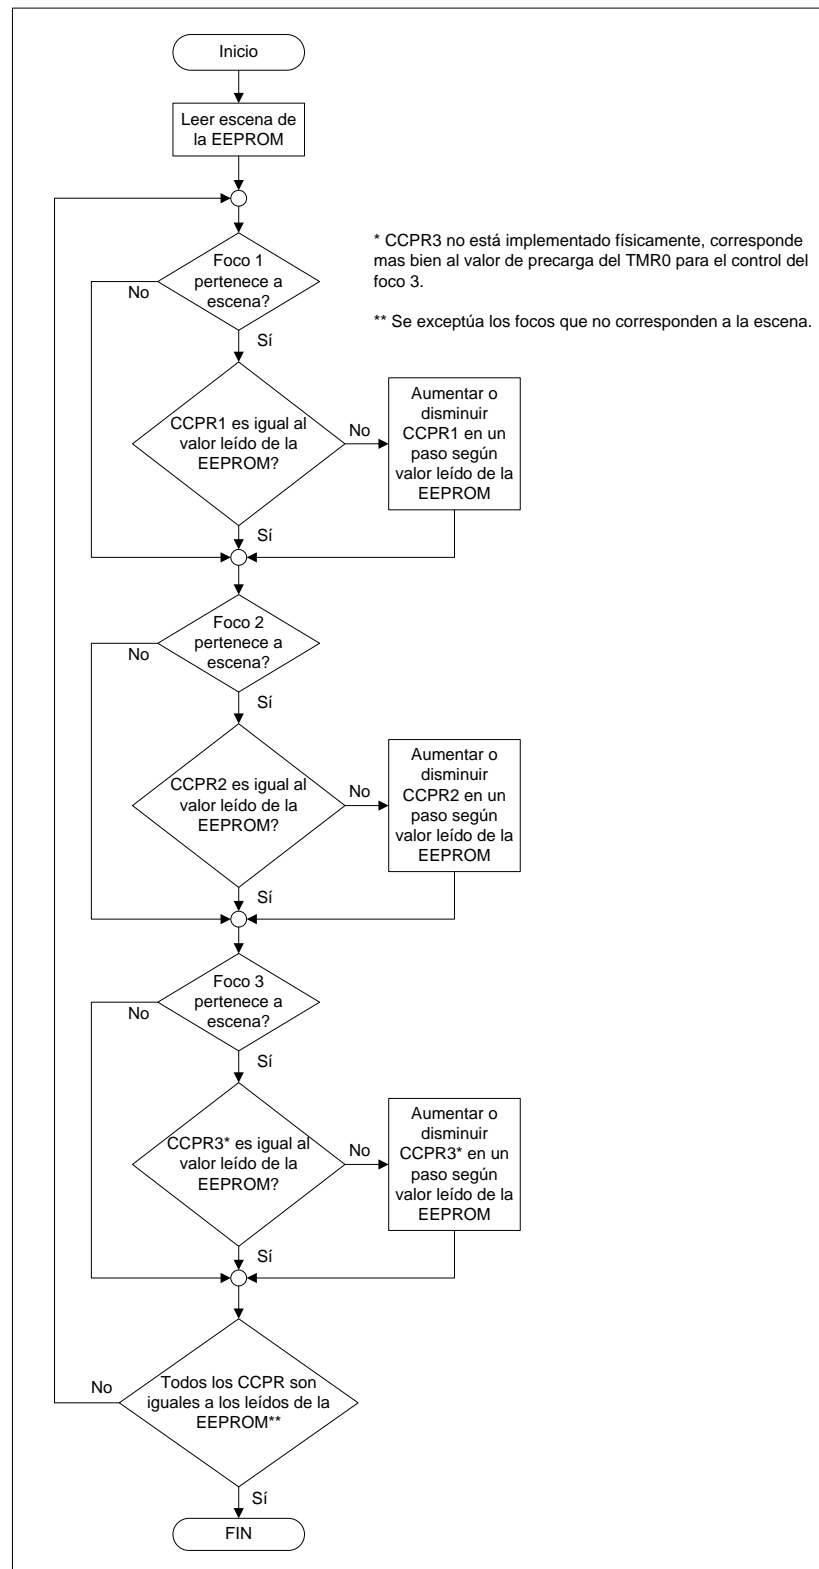 Inicio
Leer escena de
la EEPROM
* CCPR3 no está implementado físicamente, corresponde
mas bien al valor de precarga del TMR0 para el control del
foco 3.
** Se exceptúa los focos que no corresponden a la escena.
Foco 1
pertenece a
escena?
No
Sí
CCPR1 es igual al
valor leído de la
EEPROM?
No
Aumentar o
disminuir
CCPR1 en un
paso según
valor leído de la
EEPROM
Sí
Foco 2
pertenece a
escena?
No
Sí
CCPR2 es igual al
valor leído de la
EEPROM?
No
Aumentar o
disminuir
CCPR2 en un
paso según
valor leído de la
EEPROM
Sí
Foco 3
pertenece a
escena?
No
Sí
CCPR3* es igual al
valor leído de la
EEPROM?
No
Aumentar o
disminuir
CCPR3* en un
paso según
valor leído de la
EEPROM
Sí
Todos los CCPR son
iguales a los leídos de la
EEPROM**
No
Sí
FIN